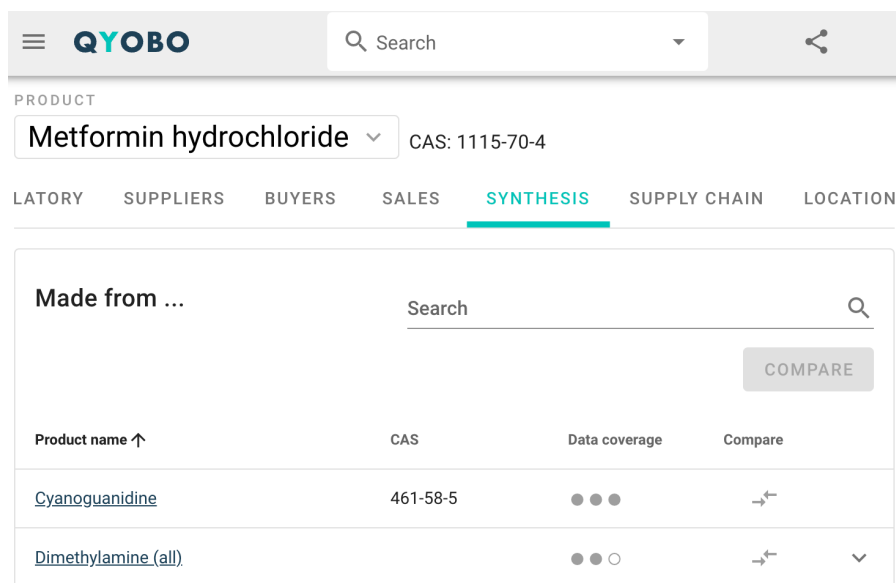 QYOBO
Search
PRODUCT
Metformin hydrochloride CAS: 1115-70-4
LATORY SUPPLIERS BUYERS SALES SYNTHESIS SUPPLY CHAIN LOCATION
Made from ...
Search
COMPARE
Product name CAS Data coverage Compare
Cyanoguanidine 461-58-5
Dimethylamine (all)